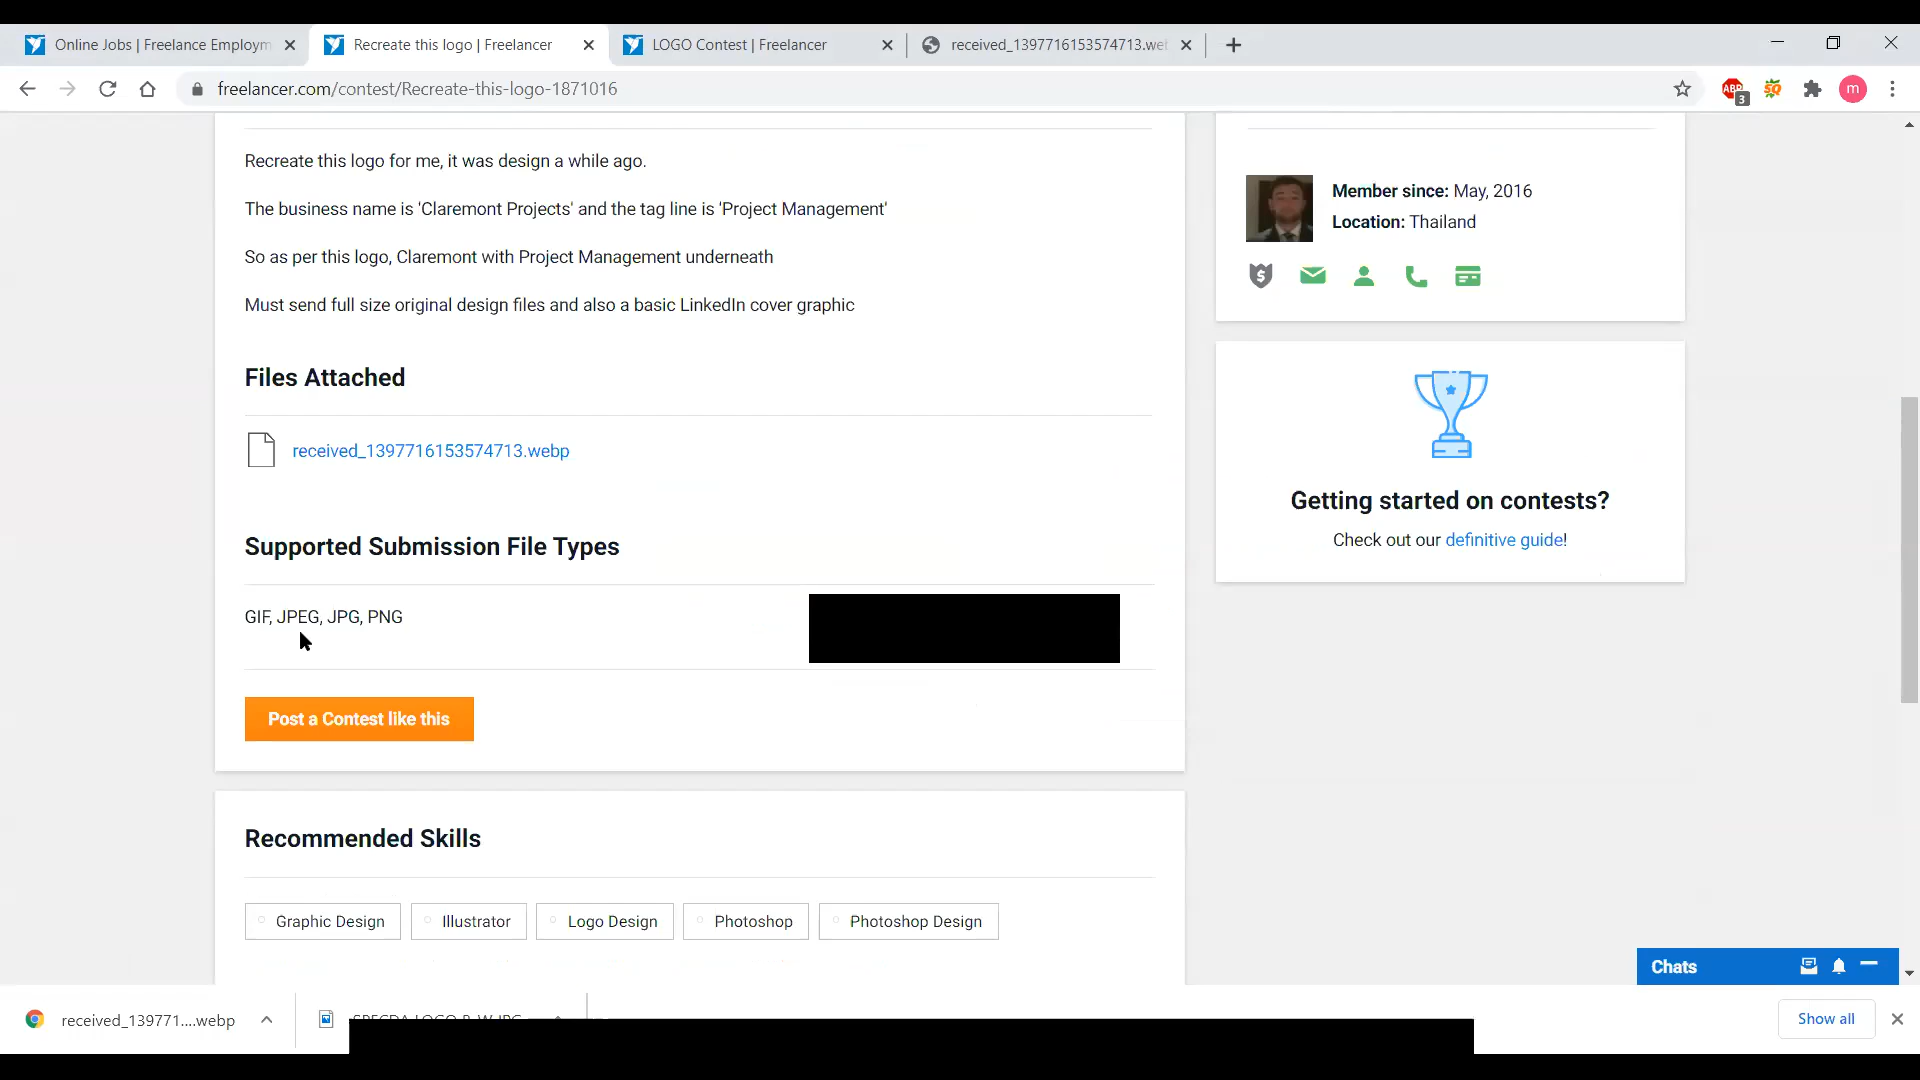 Online Jobs | Freelance Employm
Recreate this logo | Freelancer
LOGO Contest | Freelancer
received_1397716153574713.we
freelancer.com/contest/Recreate-this-logo-1871016
ABP
3
SQ
m
Recreate this logo for me, it was design a while ago.
The business name is 'Claremont Projects' and the tag line is 'Project Management'
So as per this logo, Claremont with Project Management underneath
Must send full size original design files and also a basic LinkedIn cover graphic
Member since: May, 2016
Location: Thailand
Files Attached
received_1397716153574713.webp
Getting started on contests?
Check out our definitive guide!
Supported Submission File Types
GIF, JPEG, JPG, PNG
Post a Contest like this
Recommended Skills
Graphic Design
Illustrator
Logo Design
Photoshop
Photoshop Design
Chats
received_139771....webp
Show all